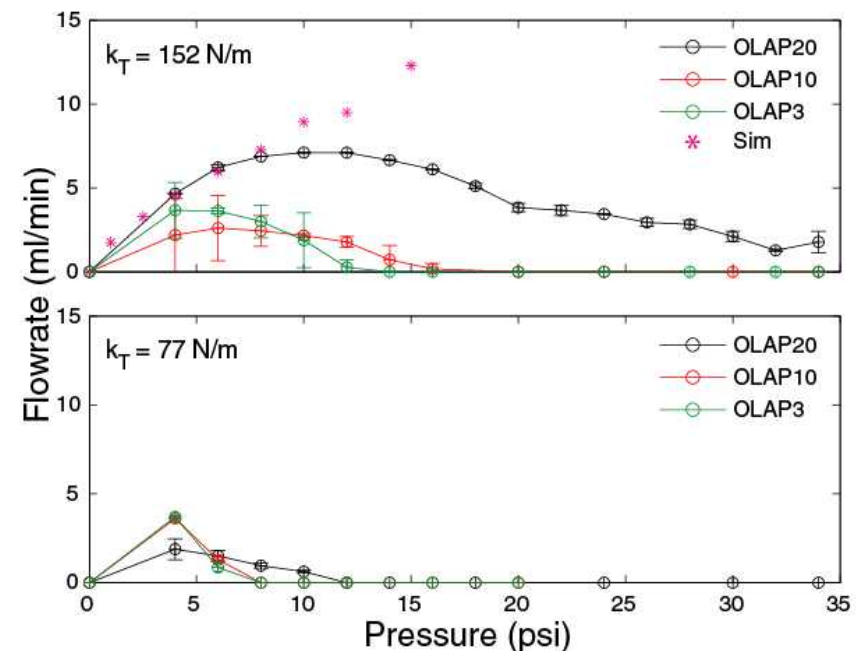 15
k_T = 152 N/m
OLAP20
OLAP10
10
OLAP3
* Sim
5
0
Flowrate (ml/min)
15
k_T = 77 N/m
OLAP20
OLAP10
10
OLAP3
5
0
0 5 10 15 20 25 30 35
Pressure (psi)